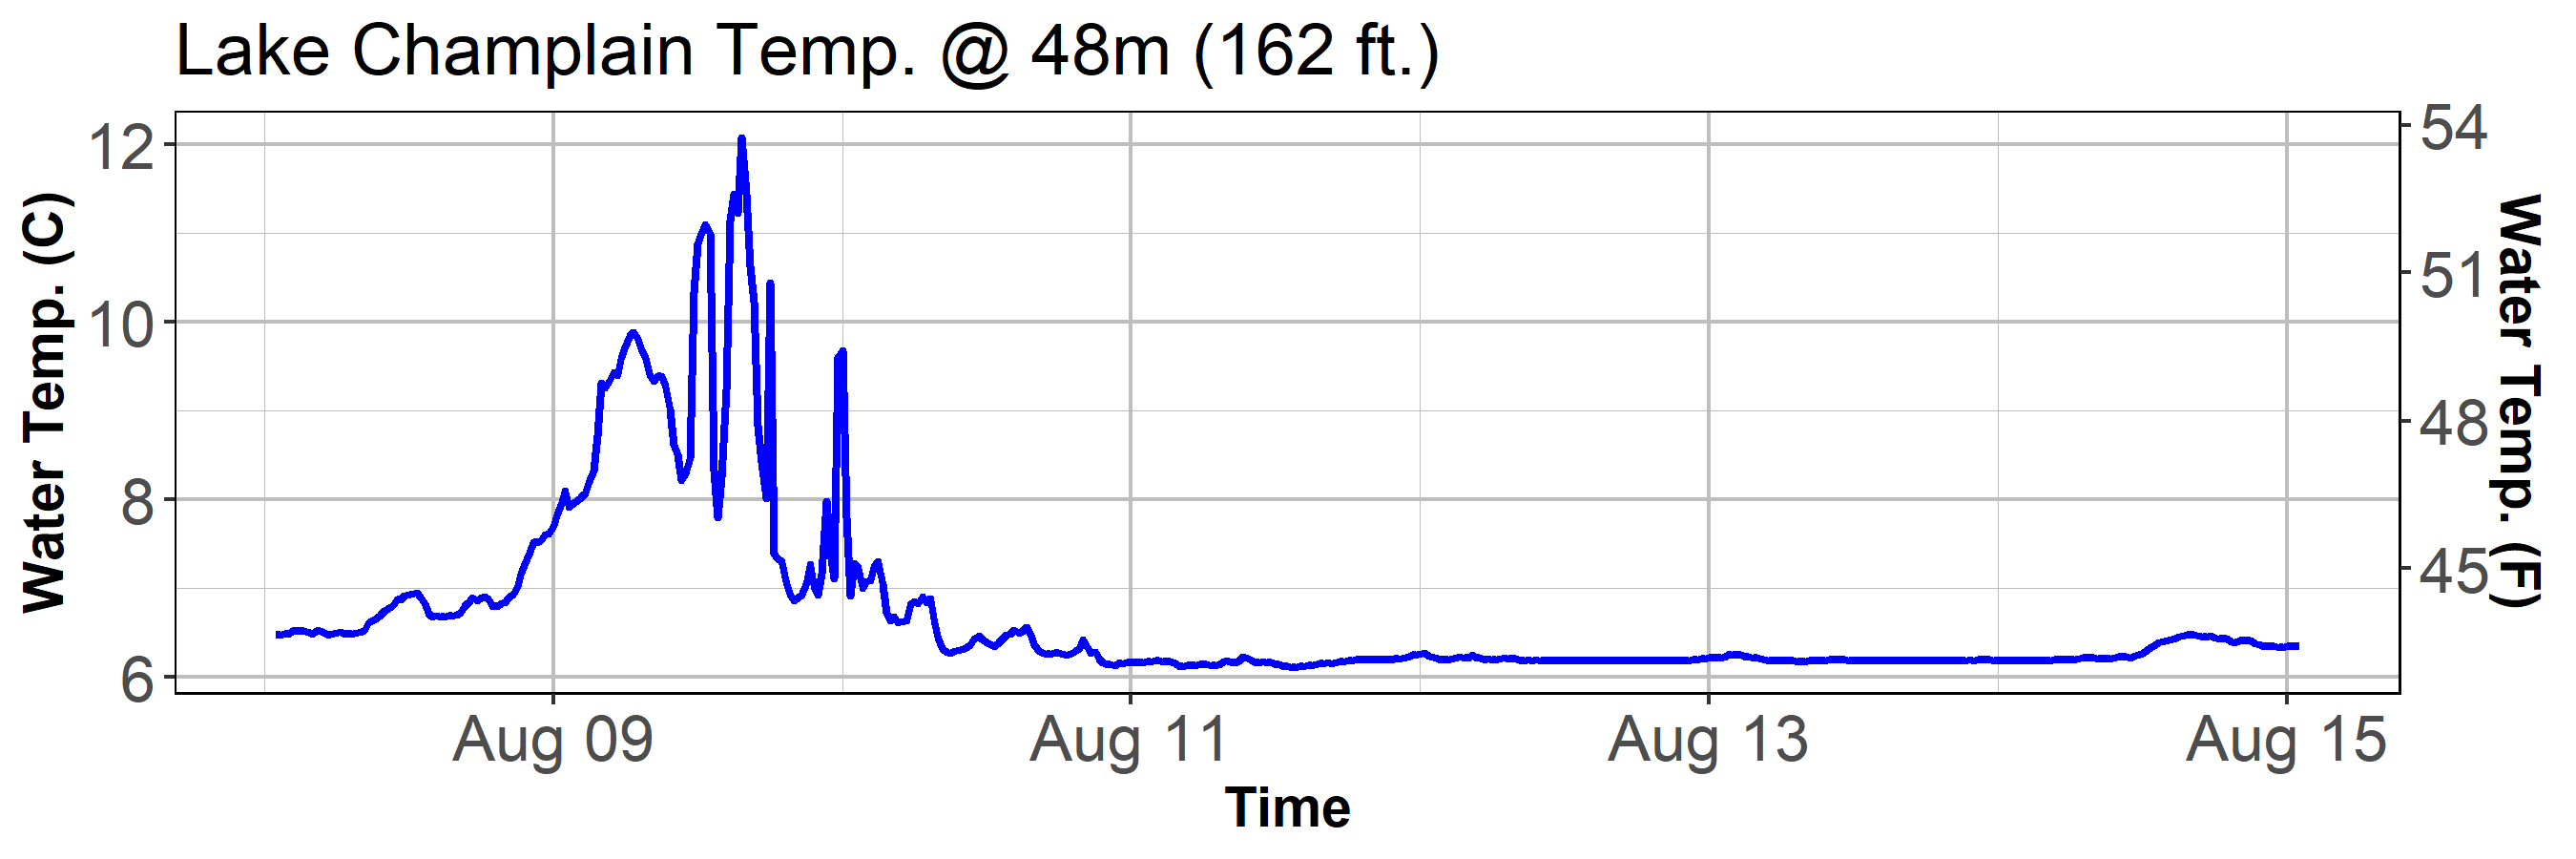 Lake Champlain Temp. @ 48m (162 ft.)
Water Temp. (C)
12
10
8
6
54
51
48
45
Water Temp. (F)
Aug 09
Aug 11
Aug 13
Aug 15
Time